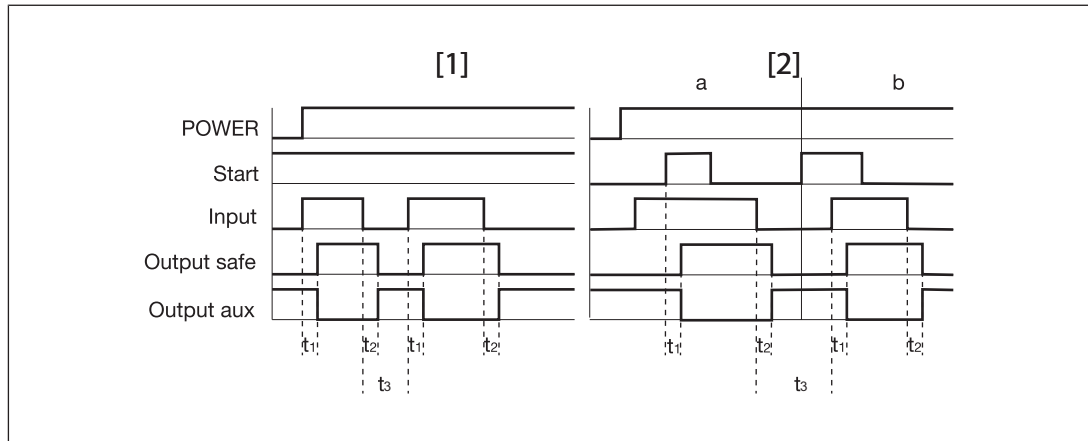 [1] [2]
a b
POWER
Start
Input
Output safe
Output aux
t1 t2 t1 t2 t1 t2 t1 t2
t3 t3